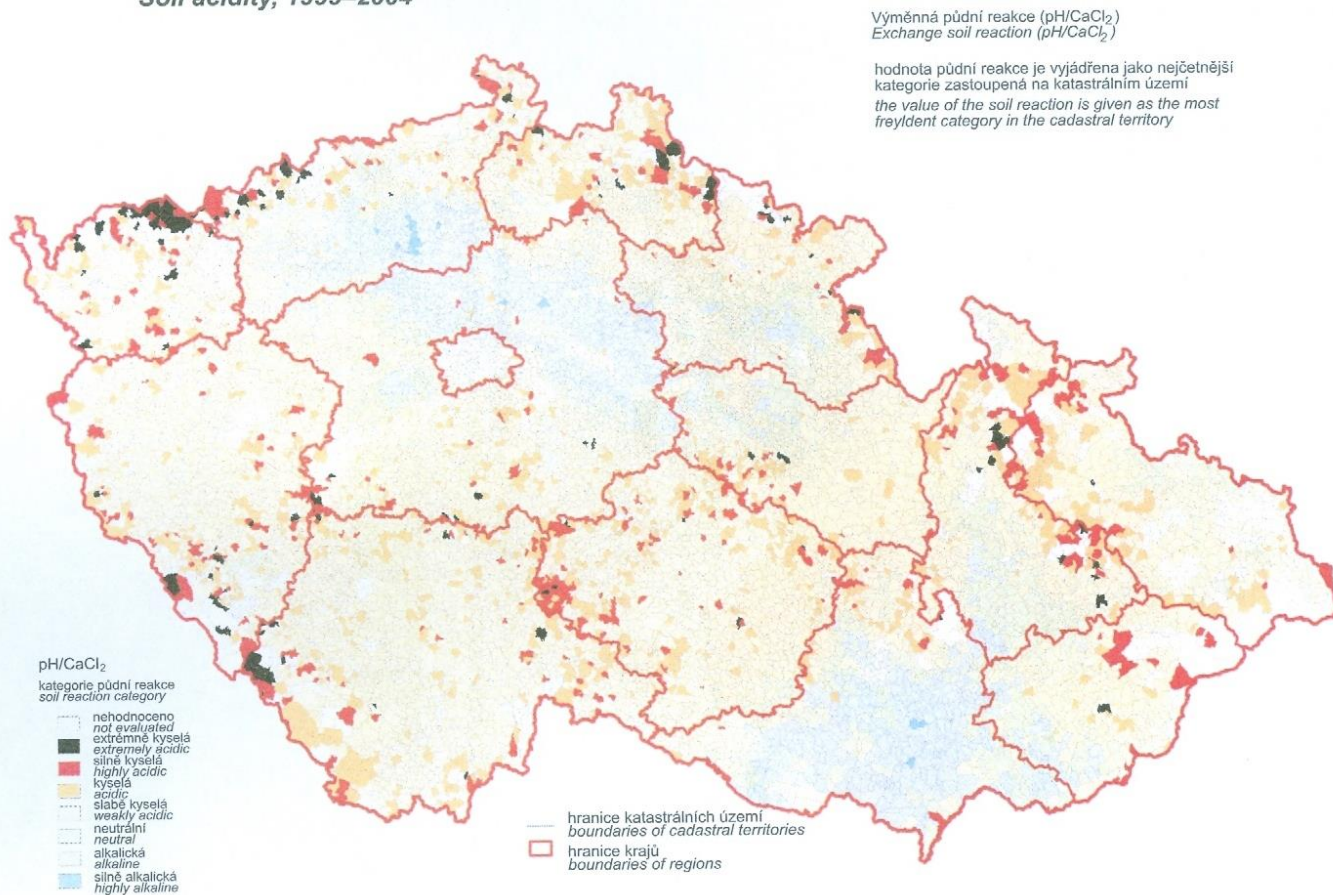 Soil acidity, 1999–2004
Výměnná půdní reakce (pH/CaCl₂)
Exchange soil reaction (pH/CaCl₂)
hodnota půdní reakce je vyjádřena jako nejčetnější
kategorie zastoupená na katastrálním území
the value of the soil reaction is given as the most
freyldent category in the cadastral territory
pH/CaCl₂
kategorie půdní reakce
soil reaction category
nehodnoceno
not evaluated
extrémně kyselá
extremely acidic
silně kyselá
highly acidic
kyselá
acidic
slabě kyselá
weakly acidic
neutrální
neutral
alkalická
alkaline
silně alkalická
highly alkaline
hranice katastrálních území
boundaries of cadastral territories
hranice krajů
boundaries of regions